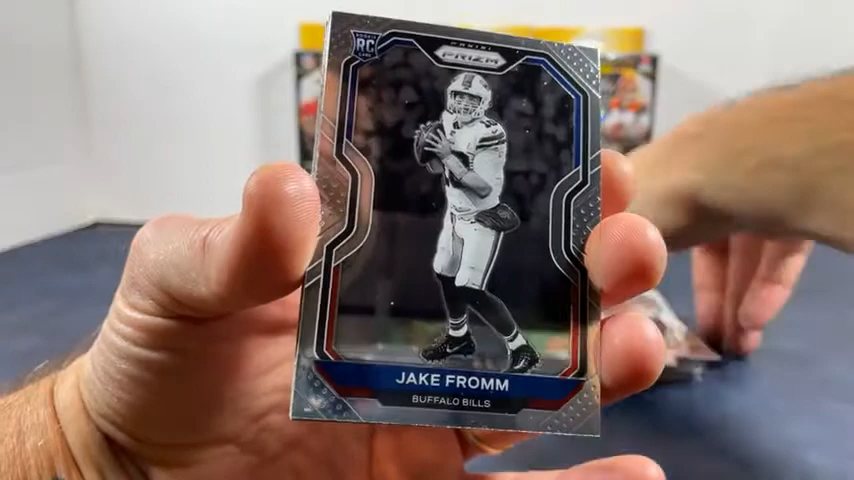 RC
PANINI
PRIZM
JAKE FROMM
BUFFALO BILLS